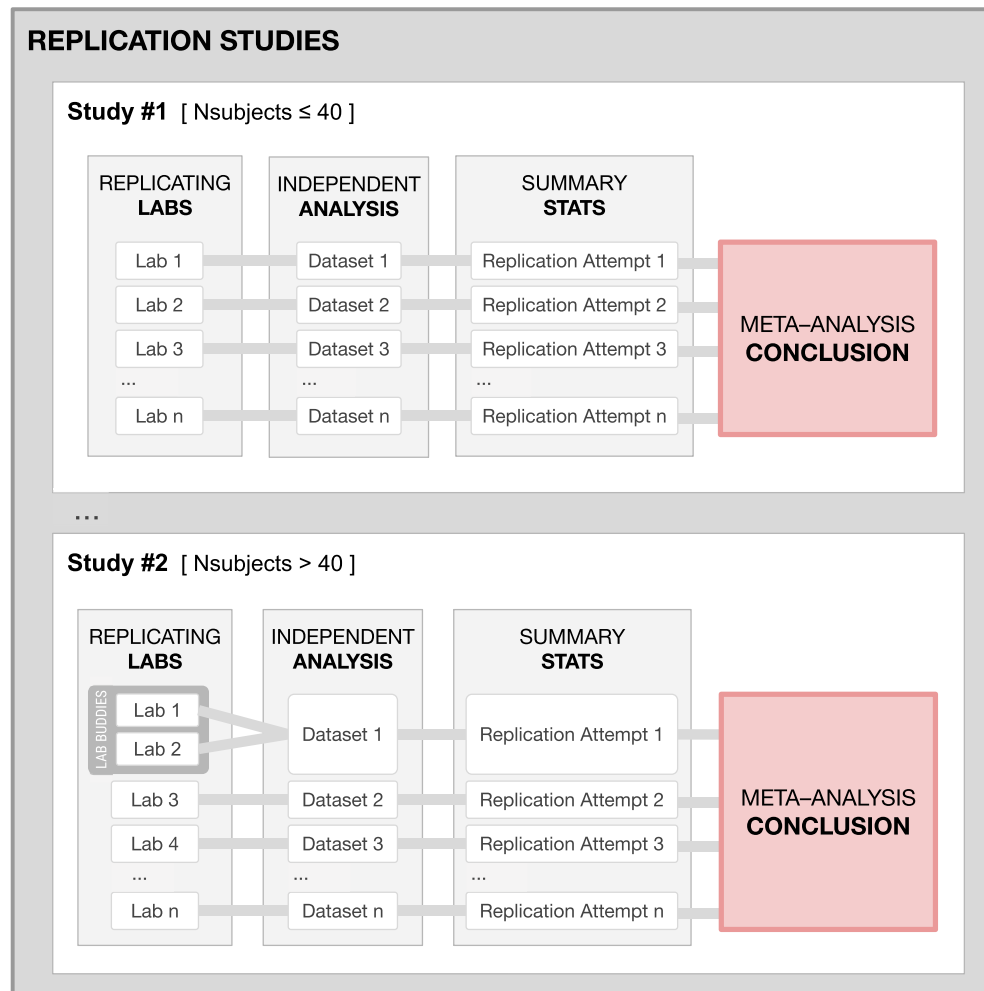 REPLICATION STUDIES
Study #1 [ Nsubjects ≤ 40 ]
REPLICATING
LABS
INDEPENDENT
ANALYSIS
SUMMARY
STATS
Lab 1
Dataset 1
Replication Attempt 1
Lab 2
Dataset 2
Replication Attempt 2
Lab 3
Dataset 3
Replication Attempt 3
...
...
...
Lab n
Dataset n
Replication Attempt n
META–ANALYSIS
CONCLUSION
...
Study #2 [ Nsubjects > 40 ]
REPLICATING
LABS
INDEPENDENT
ANALYSIS
SUMMARY
STATS
LAB BUDDIES
Lab 1
Lab 2
Dataset 1
Replication Attempt 1
Lab 3
Dataset 2
Replication Attempt 2
Lab 4
Dataset 3
Replication Attempt 3
...
...
...
Lab n
Dataset n
Replication Attempt n
META–ANALYSIS
CONCLUSION